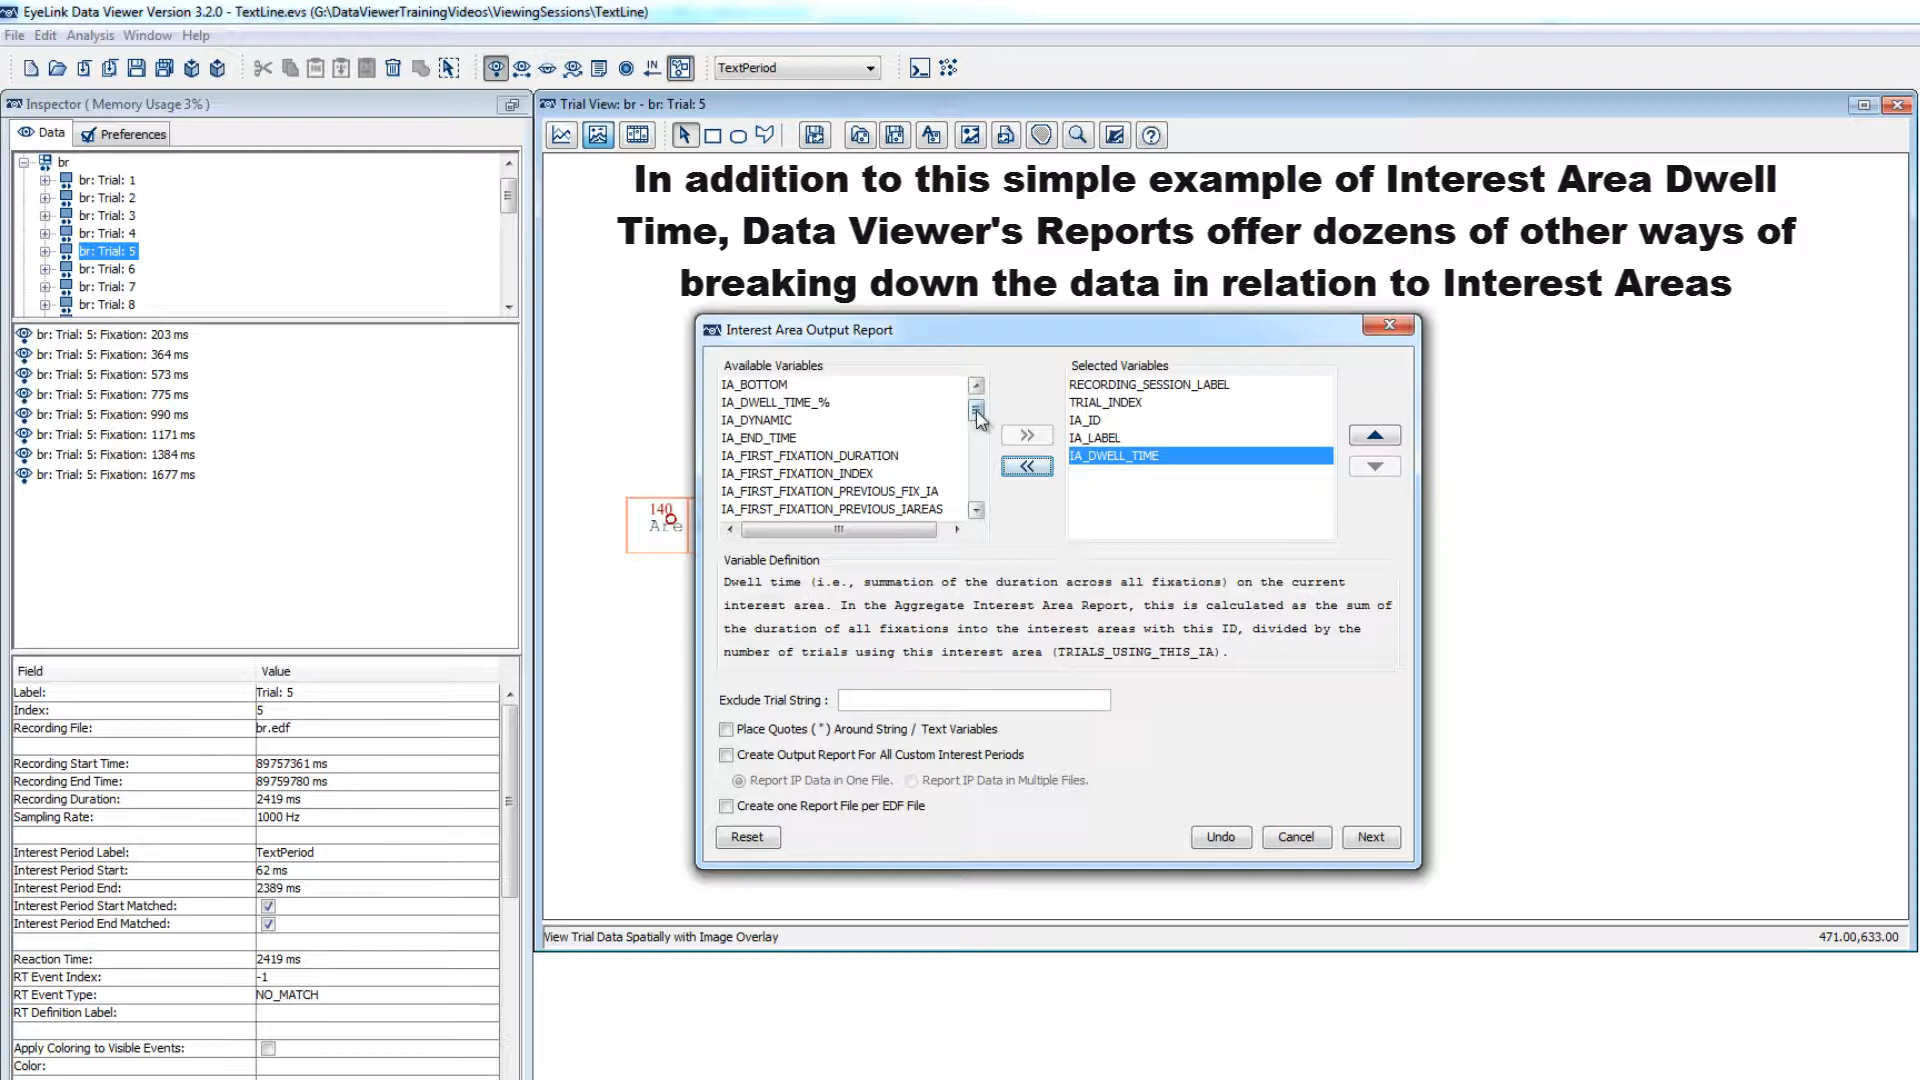 EyeLink Data Viewer Version 3.2.0 - TextLine.evs (G:\DataViewerTrainingVideos\ViewingSessions\TextLine)
File Edit Analysis Window Help
TextPeriod
Inspector ( Memory Usage 3% )
Data Preferences
br
br: Trial: 1
br: Trial: 2
br: Trial: 3
br: Trial: 4
br: Trial: 5
br: Trial: 6
br: Trial: 7
br: Trial: 8
br: Trial: 5: Fixation: 203 ms
br: Trial: 5: Fixation: 364 ms
br: Trial: 5: Fixation: 573 ms
br: Trial: 5: Fixation: 775 ms
br: Trial: 5: Fixation: 990 ms
br: Trial: 5: Fixation: 1171 ms
br: Trial: 5: Fixation: 1384 ms
br: Trial: 5: Fixation: 1677 ms
Field Value
Label: Trial: 5
Index: 5
Recording File: br.edf
Recording Start Time: 89757361 ms
Recording End Time: 89759780 ms
Recording Duration: 2419 ms
Sampling Rate: 1000 Hz
Interest Period Label: TextPeriod
Interest Period Start: 62 ms
Interest Period End: 2389 ms
Interest Period Start Matched:
Interest Period End Matched:
Reaction Time: 2419 ms
RT Event Index: -1
RT Event Type: NO_MATCH
RT Definition Label:
Apply Coloring to Visible Events:
Color:
Trial View: br - br: Trial: 5
In addition to this simple example of Interest Area Dwell
Time, Data Viewer's Reports offer dozens of other ways of
breaking down the data in relation to Interest Areas
140
Are
Interest Area Output Report
Available Variables
IA_BOTTOM
IA_DWELL_TIME_%
IA_DYNAMIC
IA_END_TIME
IA_FIRST_FIXATION_DURATION
IA_FIRST_FIXATION_INDEX
IA_FIRST_FIXATION_PREVIOUS_FIX_IA
IA_FIRST_FIXATION_PREVIOUS_IAREAS
>>
<<
Selected Variables
RECORDING_SESSION_LABEL
TRIAL_INDEX
IA_ID
IA_LABEL
IA_DWELL_TIME
Variable Definition
Dwell time (i.e., summation of the duration across all fixations) on the current
interest area. In the Aggregate Interest Area Report, this is calculated as the sum of
the duration of all fixations into the interest areas with this ID, divided by the
number of trials using this interest area (TRIALS_USING_THIS_IA).
Exclude Trial String :
Place Quotes ( " ) Around String / Text Variables
Create Output Report For All Custom Interest Periods
Report IP Data in One File. Report IP Data in Multiple Files.
Create one Report File per EDF File
Reset Undo Cancel Next
View Trial Data Spatially with Image Overlay 471.00,633.00